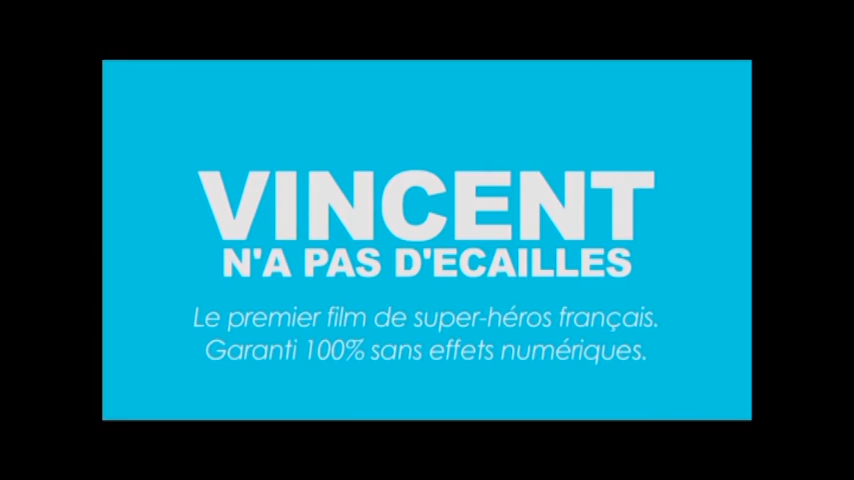 VINCENT
N'A PAS D'ECAILLES
Le premier film de super-héros français.
Garanti 100% sans effets numériques.